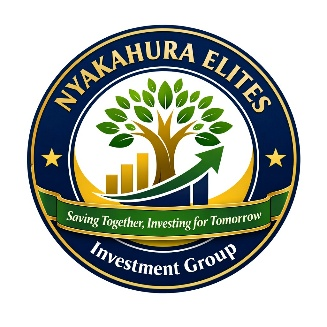 NYAKAHURA ELITES
Saving Together, Investing for Tomorrow
Investment Group